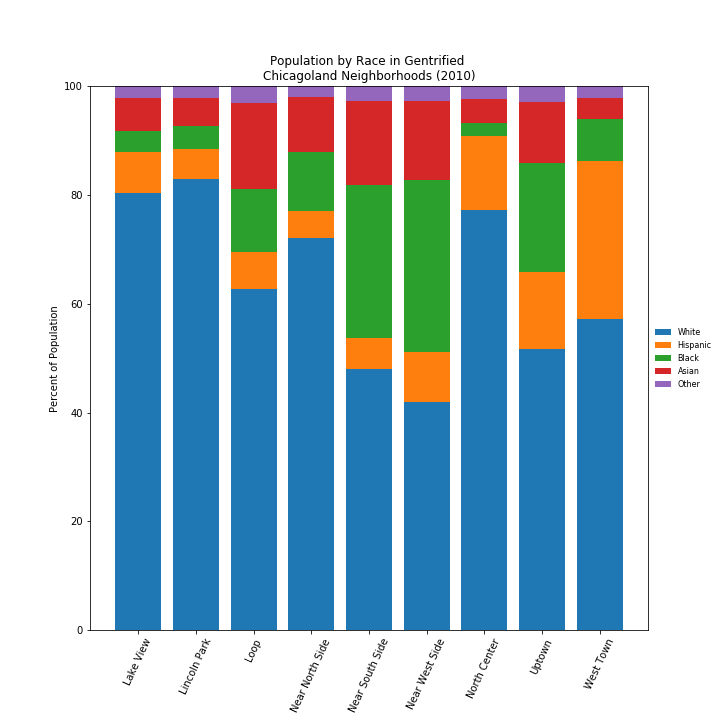 Population by Race in Gentrified
Chicagoland Neighborhoods (2010)
100
80
60
40
20
0
Percent of Population
White
Hispanic
Black
Asian
Other
Lake View
Lincoln Park
Loop
Near North Side
Near South Side
Near West Side
North Center
Uptown
West Town